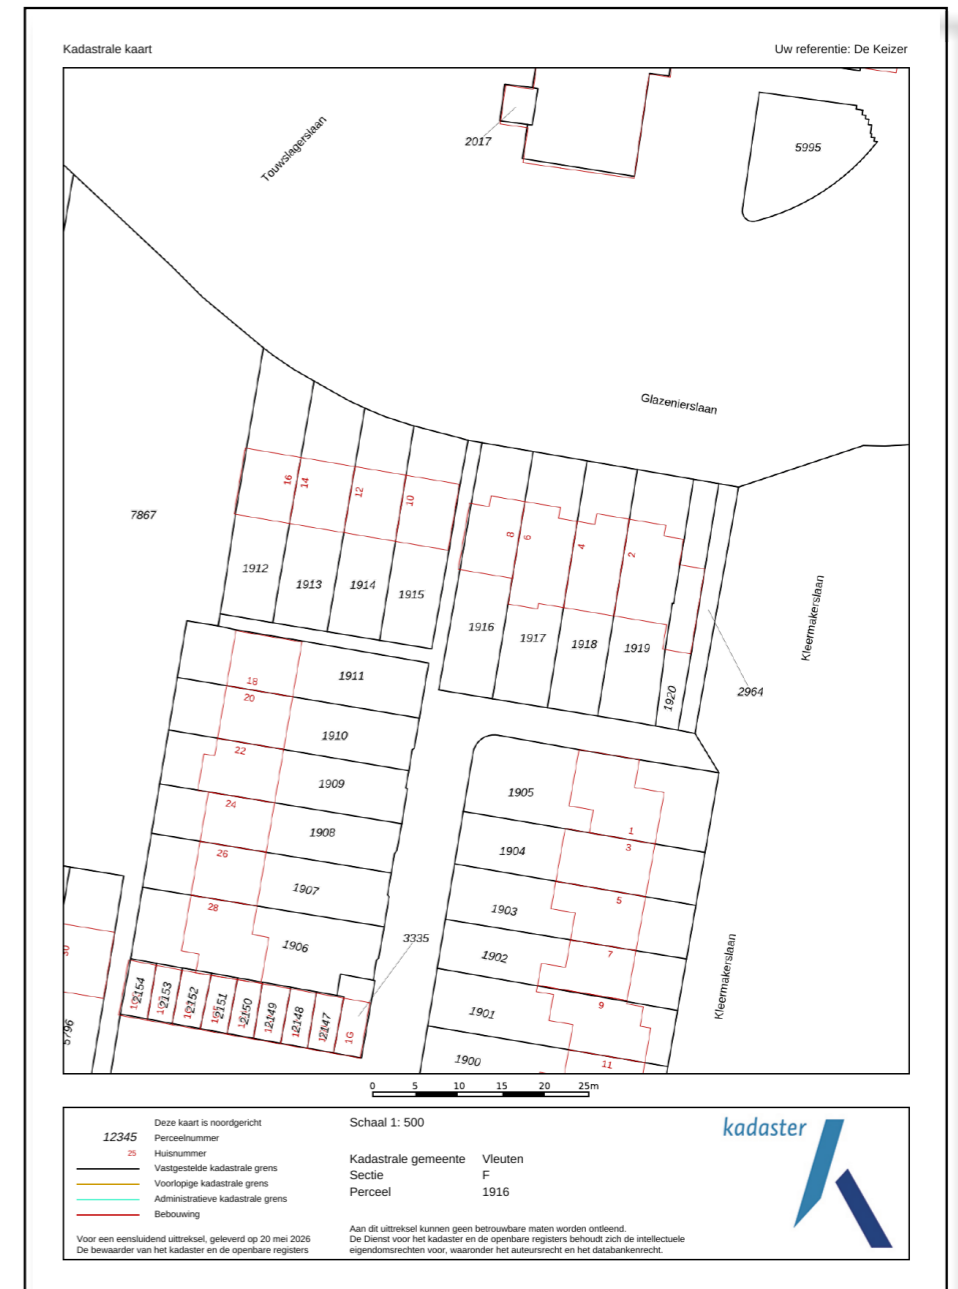 Kadastrale kaart
Uw referentie: De Keizer
Touwslagerslaan
2017
5995
Glazenierslaan
7867
16
14
12
10
8
6
4
2
1912
1913
1914
1915
1916
1917
1918
1919
1920
2964
Kleermakerslaan
1911
18
20
1910
22
1909
24
1908
26
1907
28
1906
3335
1905
1
3
1904
5
1903
7
1902
9
1901
11
1900
Kleermakerslaan
30
5796
2154
2153
2152
2151
2150
2149
2148
2147
1G
0 5 10 15 20 25m
Deze kaart is noordgericht
12345 Perceelnummer
25 Huisnummer
Vastgestelde kadastrale grens
Voorlopige kadastrale grens
Administratieve kadastrale grens
Bebouwing
Voor een eensluidend uittreksel, geleverd op 20 mei 2026
De bewaarder van het kadaster en de openbare registers
Schaal 1: 500
Kadastrale gemeente Vleuten
Sectie F
Perceel 1916
Aan dit uittreksel kunnen geen betrouwbare maten worden ontleend.
De Dienst voor het kadaster en de openbare registers behoudt zich de intellectuele
eigendomsrechten voor, waaronder het auteursrecht en het databankenrecht.
kadaster